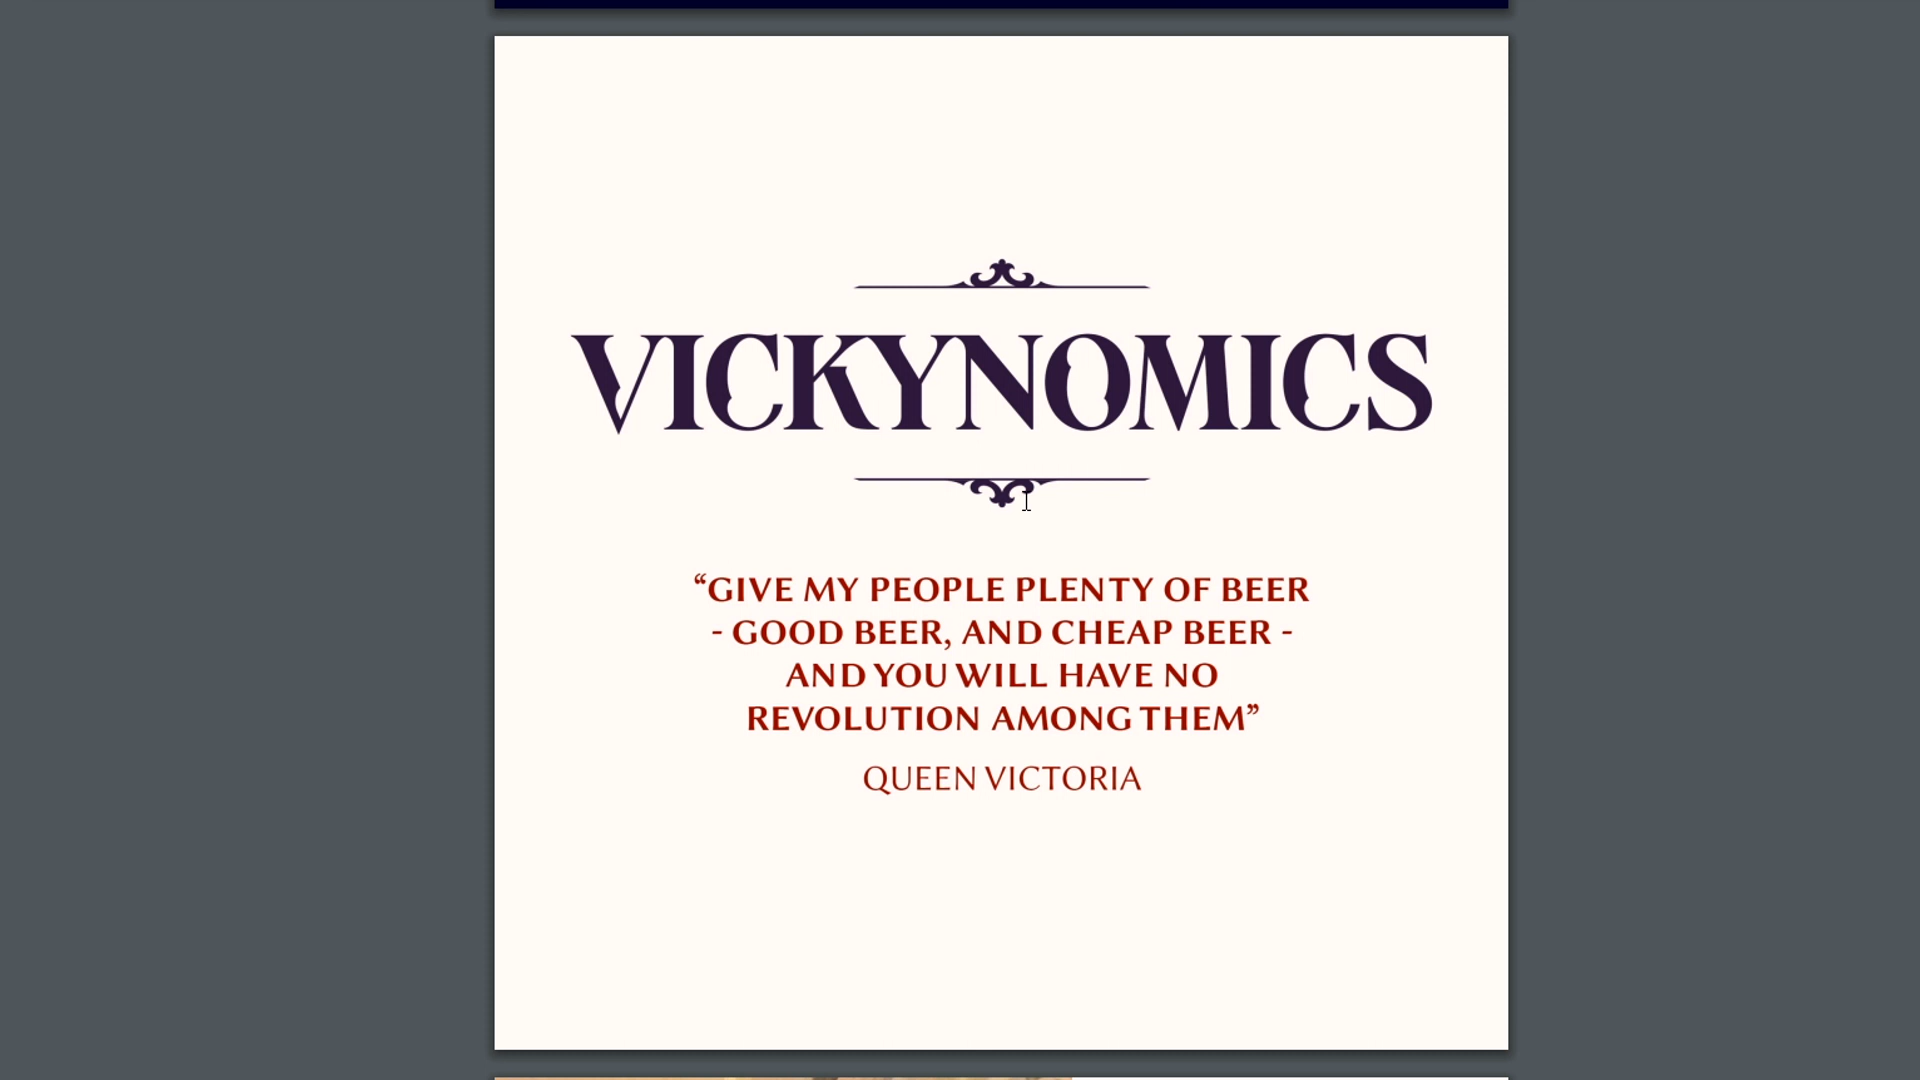 VICKYNOMICS
“GIVE MY PEOPLE PLENTY OF BEER
- GOOD BEER, AND CHEAP BEER -
AND YOU WILL HAVE NO
REVOLUTION AMONG THEM”
QUEEN VICTORIA